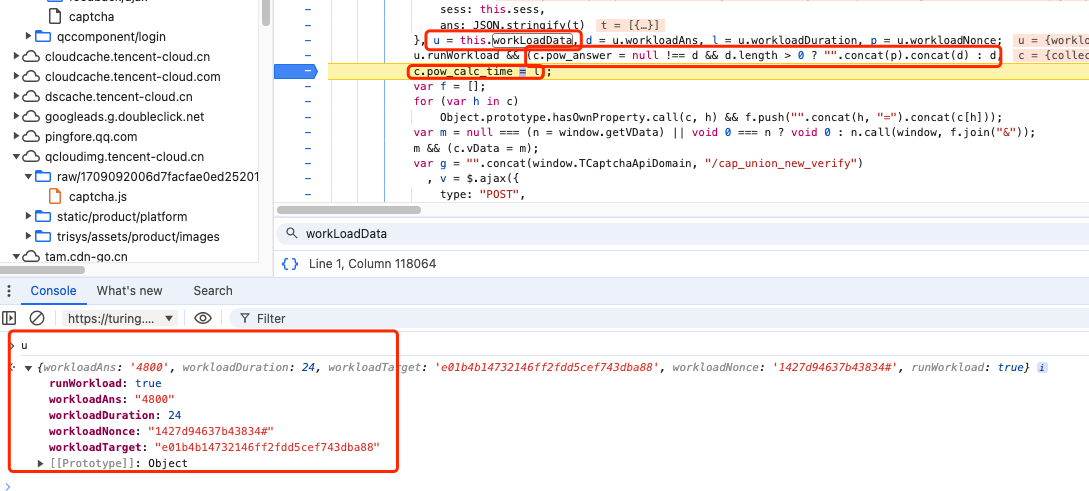 feedback/ajax
captcha
qccomponent/login
cloudcache.tencent-cloud.cn
cloudcache.tencent-cloud.com
dscache.tencent-cloud.cn
googleads.g.doubleclick.net
pingfore.qq.com
qcloudimg.tencent-cloud.cn
raw/1709092006d7facfae0ed25201
captcha.js
static/product/platform
trisys/assets/product/images
tam.cdn-go.cn
sess: this.sess,
ans: JSON.stringify(t) t = [{…}]
}, u = this.workLoadData, d = u.workloadAns, l = u.workloadDuration, p = u.workloadNonce; u = {worklo
u.runWorkload && (c.pow_answer = null !== d && d.length > 0 ? "".concat(p).concat(d) : d, c = {collec
c.pow_calc_time = l);
var f = [];
for (var h in c)
Object.prototype.hasOwnProperty.call(c, h) && f.push("".concat(h, "=").concat(c[h]));
var m = null === (n = window.getVData) || void 0 === n ? void 0 : n.call(window, f.join("&"));
m && (c.vData = m);
var g = "".concat(window.TCaptchaApiDomain, "/cap_union_new_verify")
, v = $.ajax({
type: "POST",
workLoadData
{} Line 1, Column 118064
Console What's new Search
https://turing.... Filter
u
{workloadAns: '4800', workloadDuration: 24, workloadTarget: 'e01b4b14732146ff2fdd5cef743dba88', workloadNonce: '1427d94637b43834#', runWorkload: true}
runWorkload: true
workloadAns: "4800"
workloadDuration: 24
workloadNonce: "1427d94637b43834#"
workloadTarget: "e01b4b14732146ff2fdd5cef743dba88"
[[Prototype]]: Object